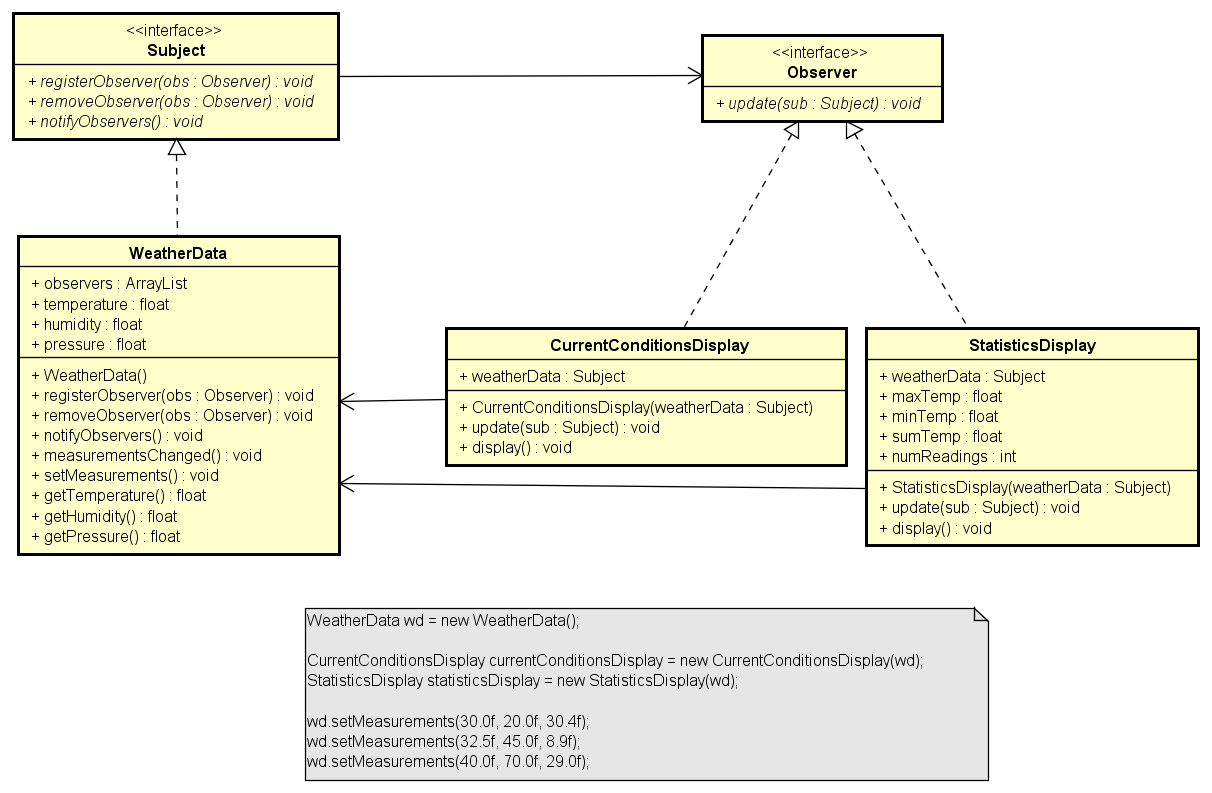 <<interface>>
Subject
+ registerObserver(obs : Observer) : void
+ removeObserver(obs : Observer) : void
+ notifyObservers() : void
<<interface>>
Observer
+ update(sub : Subject) : void
WeatherData
+ observers : ArrayList
+ temperature : float
+ humidity : float
+ pressure : float
+ WeatherData()
+ registerObserver(obs : Observer) : void
+ removeObserver(obs : Observer) : void
+ notifyObservers() : void
+ measurementsChanged() : void
+ setMeasurements() : void
+ getTemperature() : float
+ getHumidity() : float
+ getPressure() : float
CurrentConditionsDisplay
+ weatherData : Subject
+ CurrentConditionsDisplay(weatherData : Subject)
+ update(sub : Subject) : void
+ display() : void
StatisticsDisplay
+ weatherData : Subject
+ maxTemp : float
+ minTemp : float
+ sumTemp : float
+ numReadings : int
+ StatisticsDisplay(weatherData : Subject)
+ update(sub : Subject) : void
+ display() : void
WeatherData wd = new WeatherData();
CurrentConditionsDisplay currentConditionsDisplay = new CurrentConditionsDisplay(wd);
StatisticsDisplay statisticsDisplay = new StatisticsDisplay(wd);
wd.setMeasurements(30.0f, 20.0f, 30.4f);
wd.setMeasurements(32.5f, 45.0f, 8.9f);
wd.setMeasurements(40.0f, 70.0f, 29.0f);